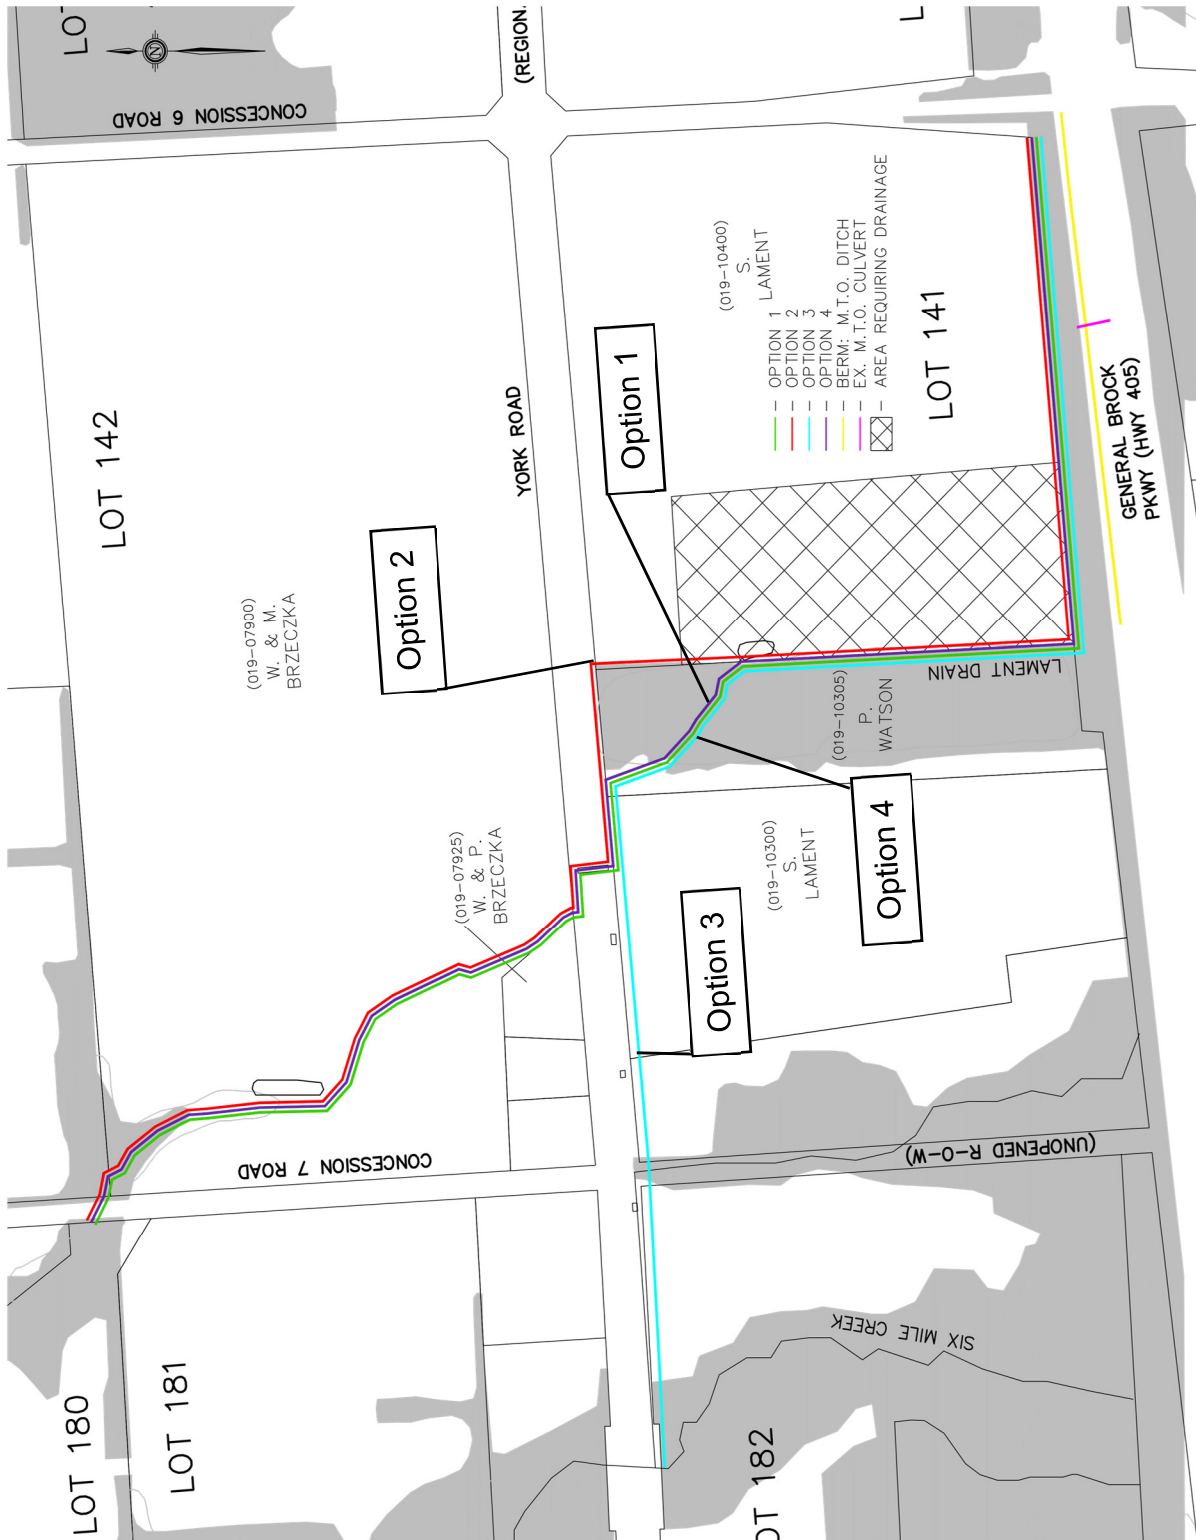 LOT 142
(019-07900)
W. & M.
BRZECZKA
CONCESSION 6 ROAD
N
(REGION
YORK ROAD
Option 2
(019-07925)
W. & P.
BRZECZKA
CONCESSION 7 ROAD
LOT 180
LOT 181
Option 1
(019-10400)
S.
LAMENT
OPTION 1
OPTION 2
OPTION 3
OPTION 4
BERM: M.T.O. DITCH
EX. M.T.O. CULVERT
AREA REQUIRING DRAINAGE
LOT 141
GENERAL BROCK
PKWY (HWY 405)
LAMENT DRAIN
(019-10305)
P.
WATSON
Option 4
(019-10300)
S.
LAMENT
Option 3
(UNOPENED R-O-W)
SIX MILE CREEK
OT 182
LO
L